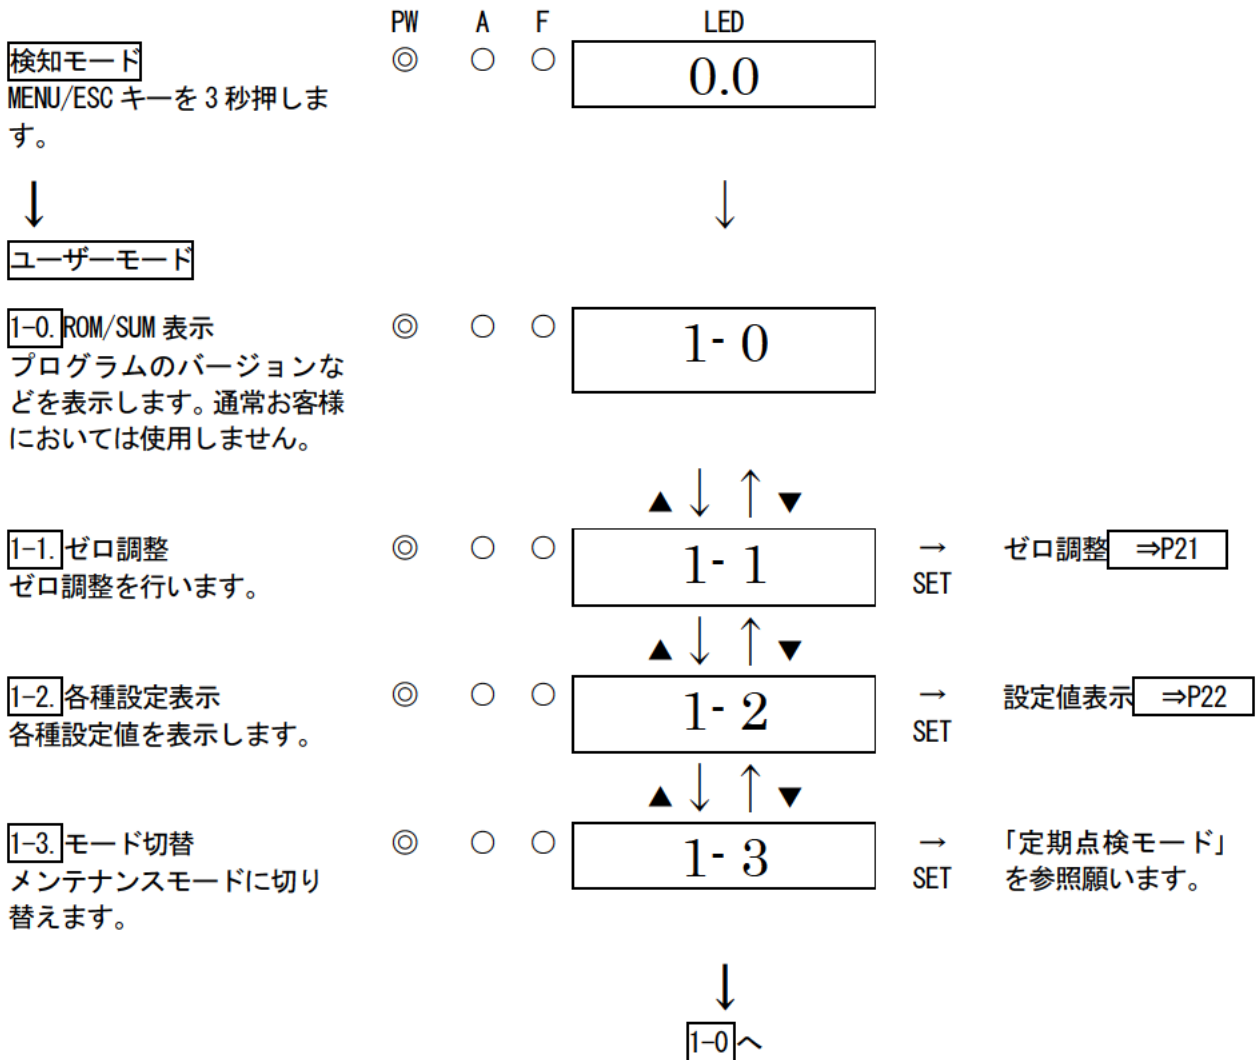 PW A F LED
検知モード ◎ ○ ○ 0.0
MENU/ESC キーを 3 秒押しま
す。
↓ ↓
ユーザーモード
1-0. ROM/SUM 表示 ◎ ○ ○ 1- 0
プログラムのバージョンな
どを表示します。通常お客様
においては使用しません。
▲ ↓ ↑ ▼
1-1. ゼロ調整 ◎ ○ ○ 1- 1 → ゼロ調整 ⇒P21
ゼロ調整を行います。 SET
▲ ↓ ↑ ▼
1-2. 各種設定表示 ◎ ○ ○ 1- 2 → 設定値表示 ⇒P22
各種設定値を表示します。 SET
▲ ↓ ↑ ▼
1-3. モード切替 ◎ ○ ○ 1- 3 → 「定期点検モード」
メンテナンスモードに切り SET を参照願います。
替えます。
↓
1-0 へ